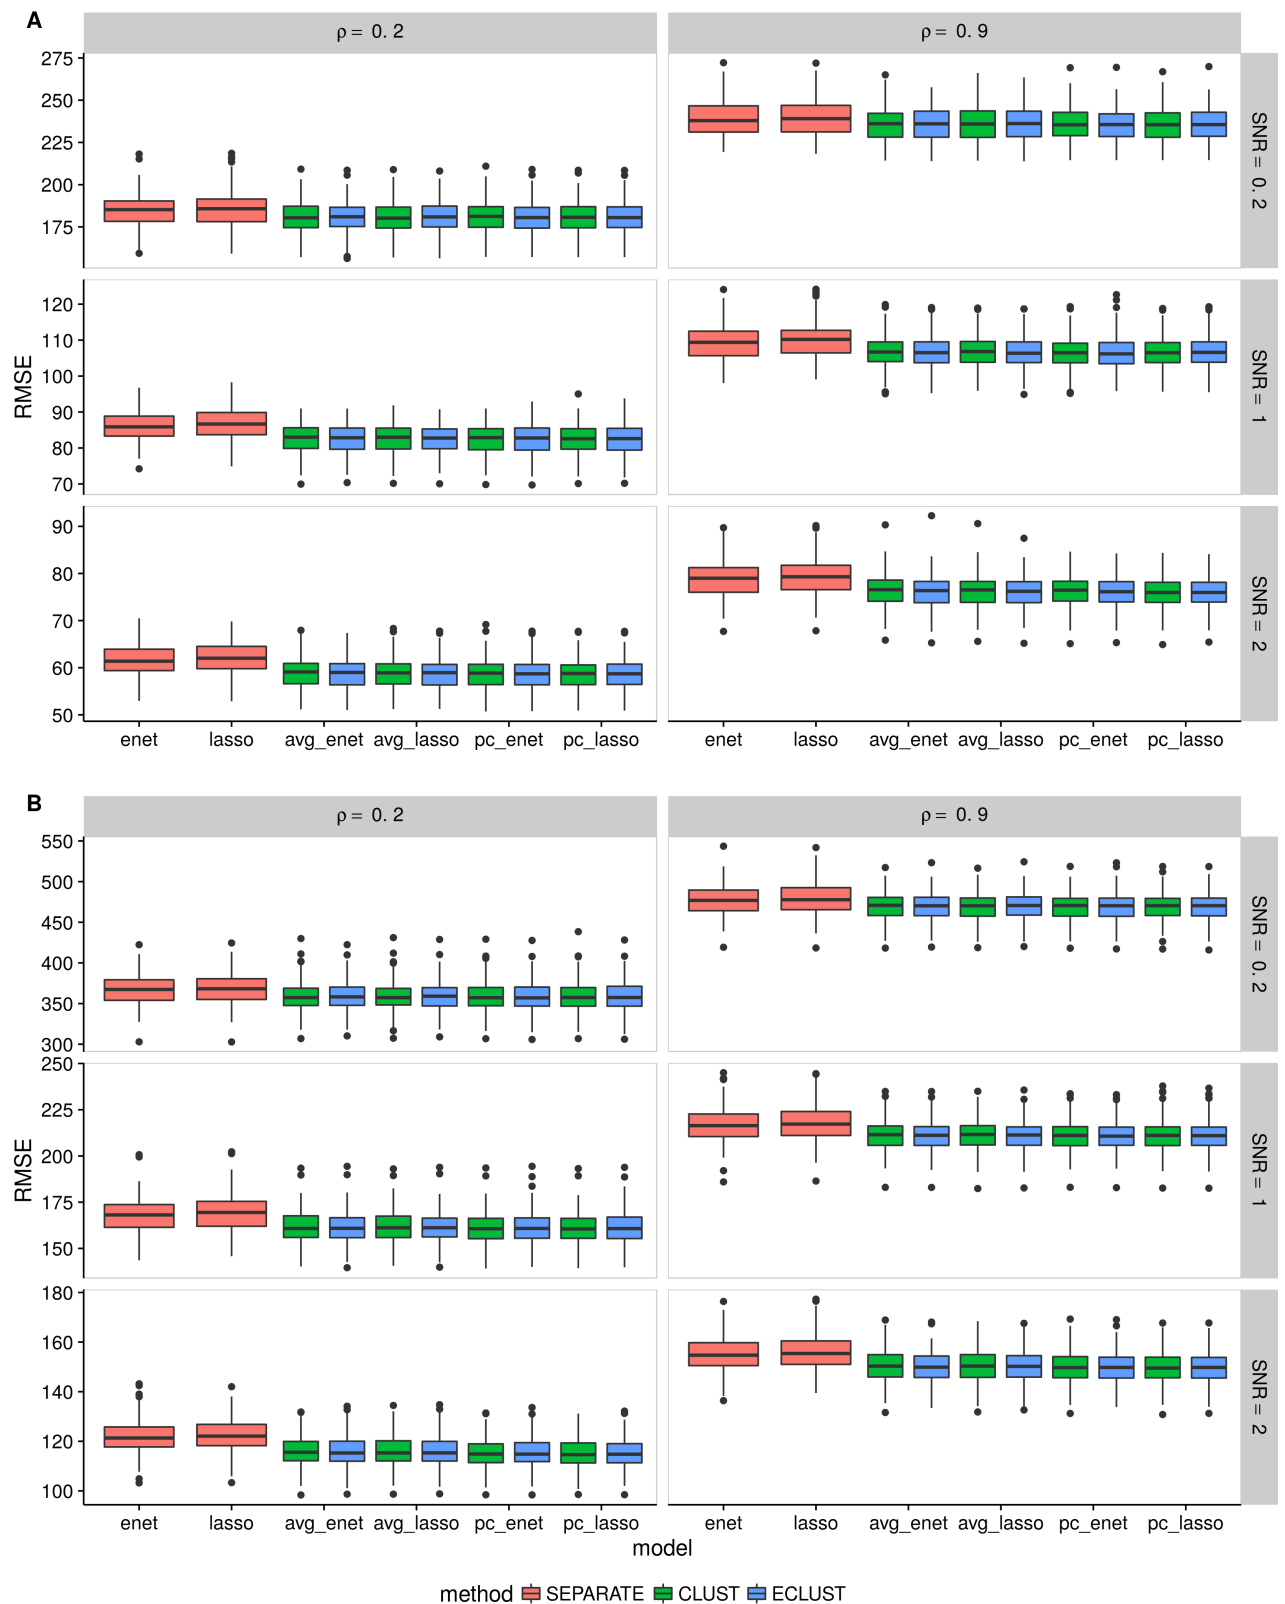 A
ρ = 0.2
ρ = 0.9
275
250
225
200
175
SNR = 0.2
120
110
100
90
80
70
SNR = 1
RMSE
90
80
70
60
50
SNR = 2
enet lasso avg_enet avg_lasso pc_enet pc_lasso
enet lasso avg_enet avg_lasso pc_enet pc_lasso
B
ρ = 0.2
ρ = 0.9
550
500
450
400
350
300
SNR = 0.2
250
225
200
175
150
SNR = 1
RMSE
180
160
140
120
100
SNR = 2
enet lasso avg_enet avg_lasso pc_enet pc_lasso
enet lasso avg_enet avg_lasso pc_enet pc_lasso
model
method SEPARATE CLUST ECLUST